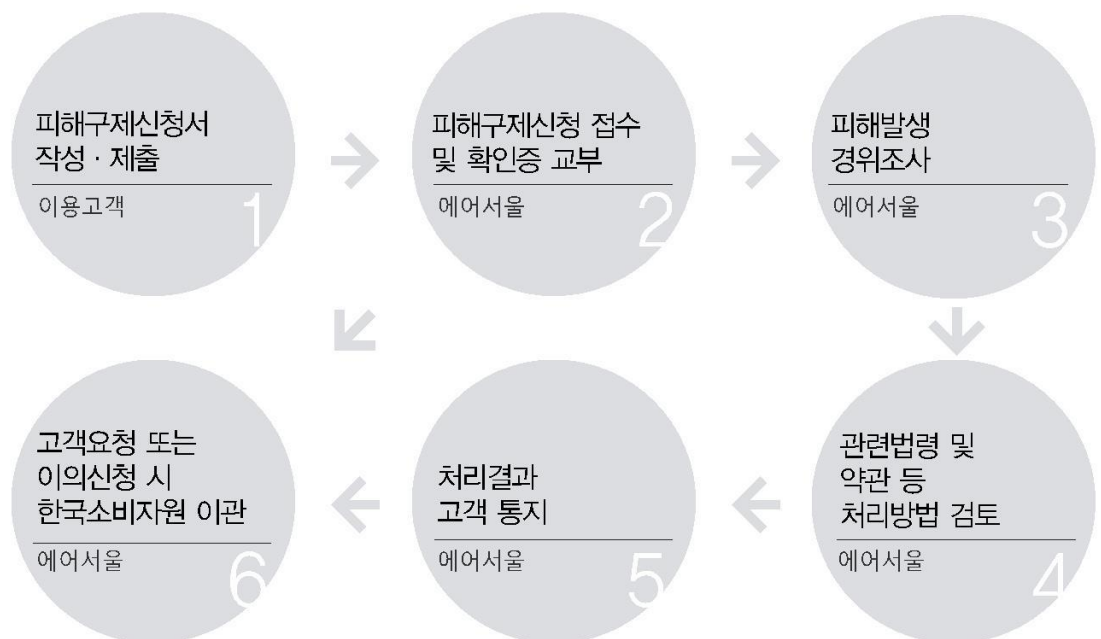 피해구제신청서
작성 · 제출
이용고객
1
피해구제신청 접수
및 확인증 교부
에어서울
2
피해발생
경위조사
에어서울
3
관련법령 및
약관 등
처리방법 검토
에어서울
4
처리결과
고객 통지
에어서울
5
고객요청 또는
이의신청 시
한국소비자원 이관
에어서울
6